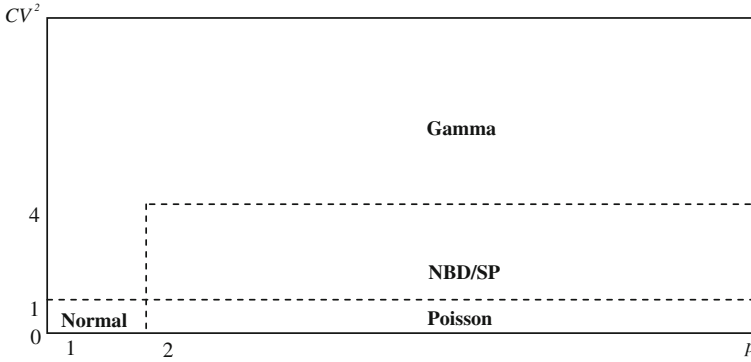 CV²
Gamma
4
NBD/SP
1
Normal
Poisson
0
1
2